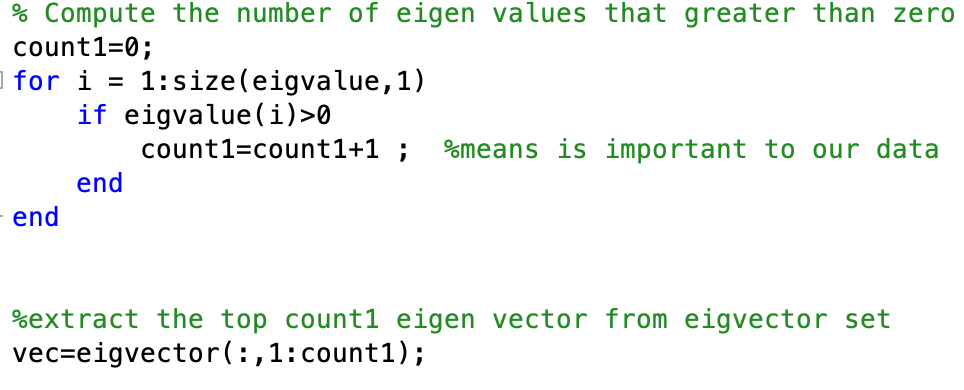 % Compute the number of eigen values that greater than zero
count1=0;
for i = 1:size(eigvalue,1)
    if eigvalue(i)>0
        count1=count1+1 ;  %means is important to our data
    end
end
%extract the top count1 eigen vector from eigvector set
vec=eigvector(:,1:count1);